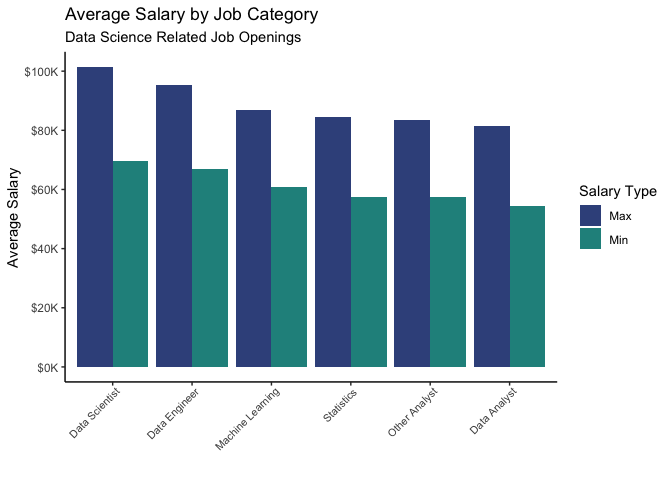 Average Salary by Job Category
Data Science Related Job Openings
Average Salary
$100K
$80K
$60K
$40K
$20K
$0K
Data Scientist
Data Engineer
Machine Learning
Statistics
Other Analyst
Data Analyst
Salary Type
Max
Min